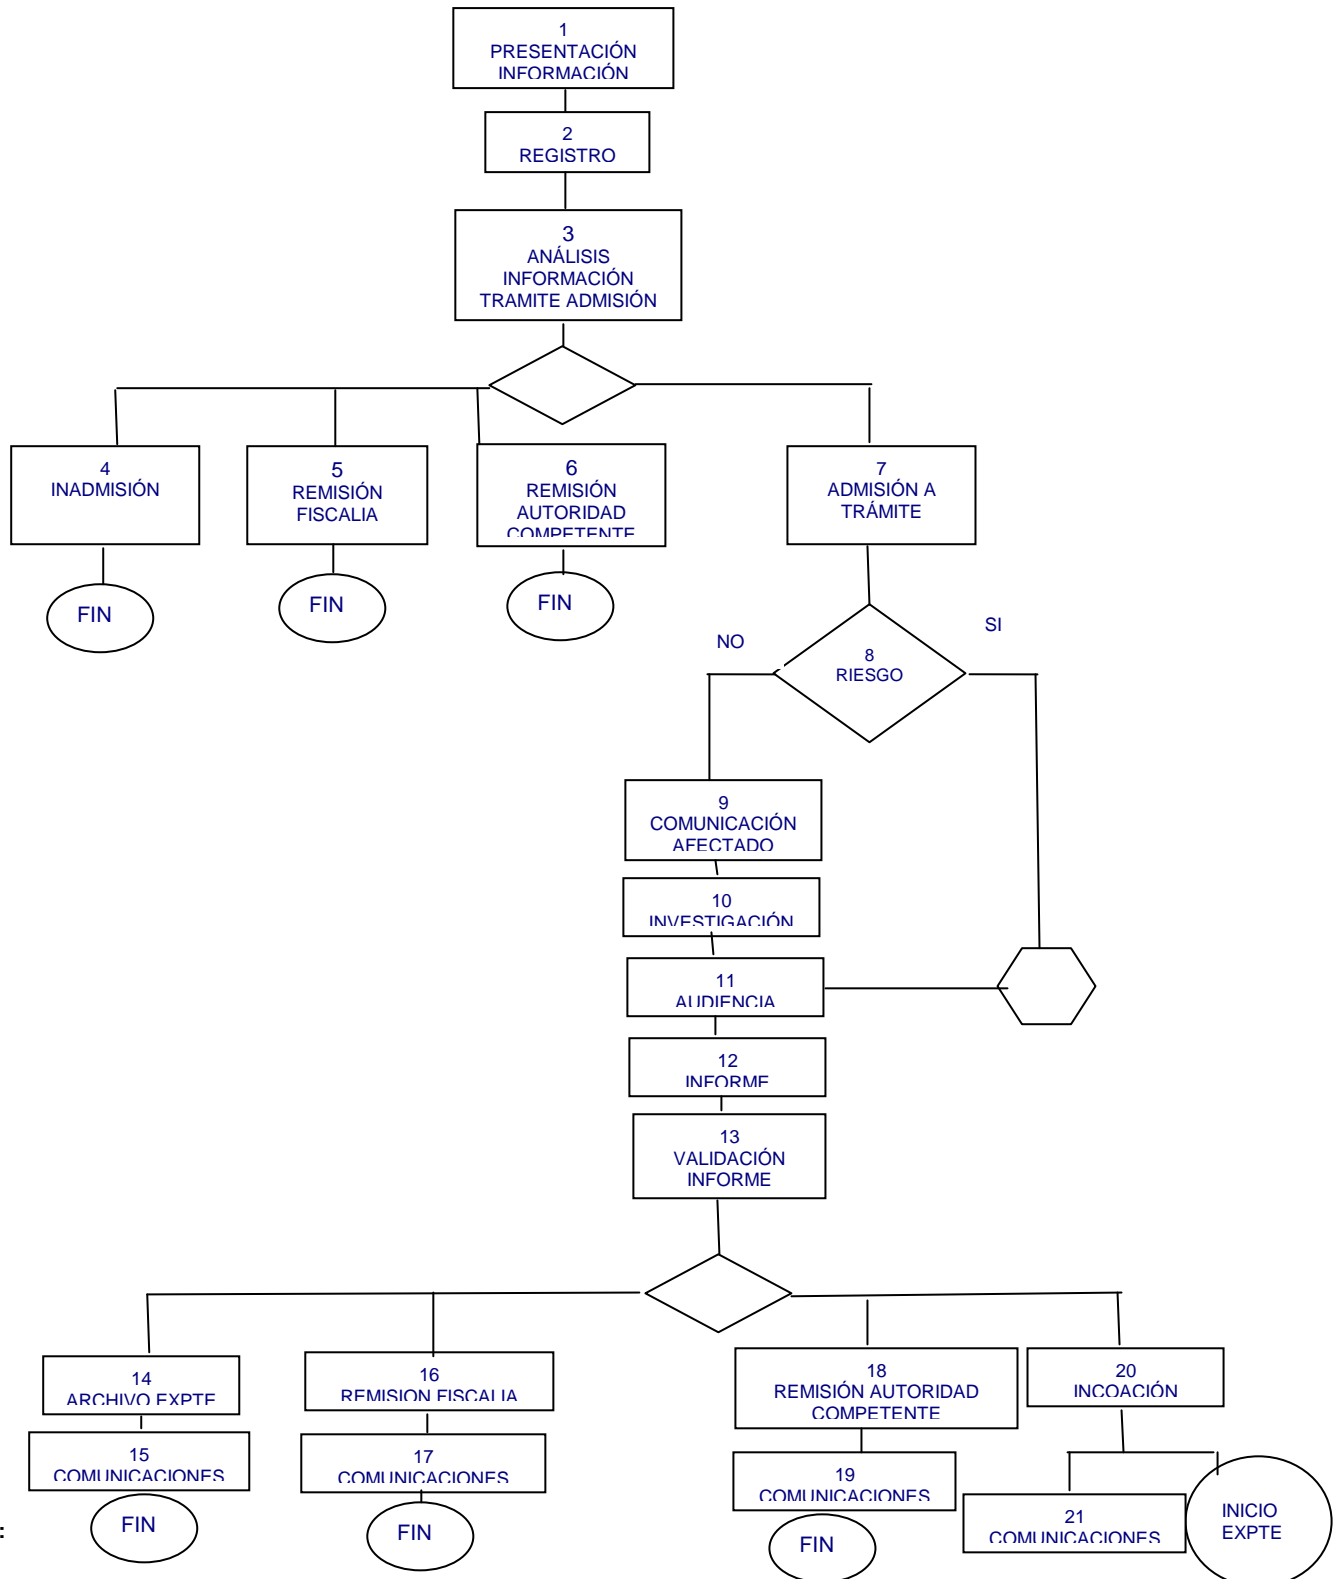 1
PRESENTACIÓN
INFORMACIÓN
2
REGISTRO
3
ANÁLISIS
INFORMACIÓN
TRAMITE ADMISIÓN
4
INADMISIÓN
5
REMISIÓN
FISCALIA
6
REMISIÓN
AUTORIDAD
COMPETENTE
7
ADMISIÓN A
TRÁMITE
FIN
FIN
FIN
NO
SI
8
RIESGO
9
COMUNICACIÓN
AFECTADO
10
INVESTIGACIÓN
11
AUDIENCIA
12
INFORME
13
VALIDACIÓN
INFORME
14
ARCHIVO EXPTE
16
REMISION FISCALIA
18
REMISIÓN AUTORIDAD
COMPETENTE
20
INCOACIÓN
15
COMUNICACIONES
17
COMUNICACIONES
19
COMUNICACIONES
21
COMUNICACIONES
INICIO
EXPTE
:
FIN
FIN
FIN